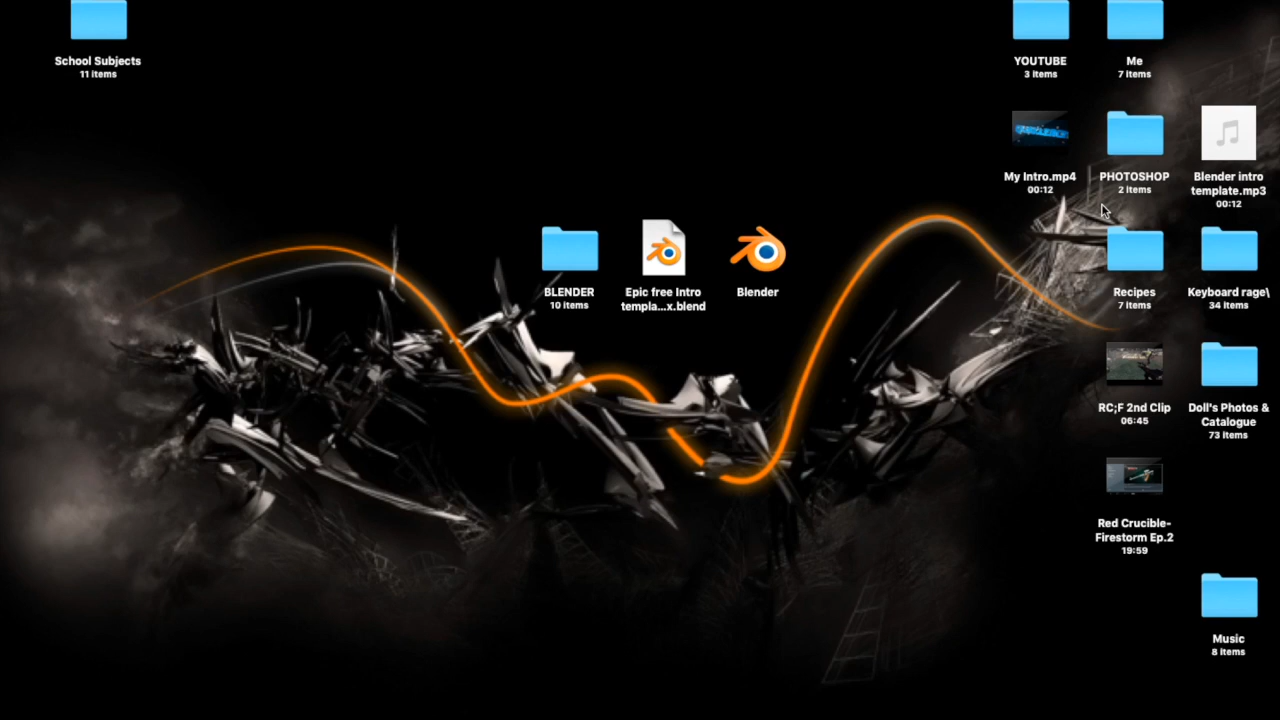 School Subjects
11 items
YOUTUBE
3 items
Me
7 items
My Intro.mp4
00:12
PHOTOSHOP
2 items
Blender intro
template.mp3
00:12
BLENDER
10 items
Epic free Intro
templa...x.blend
Blender
Recipes
7 items
Keyboard rage\
34 items
RC;F 2nd Clip
06:45
Doll's Photos &
Catalogue
73 items
Red Crucible-
Firestorm Ep.2
19:59
Music
8 items